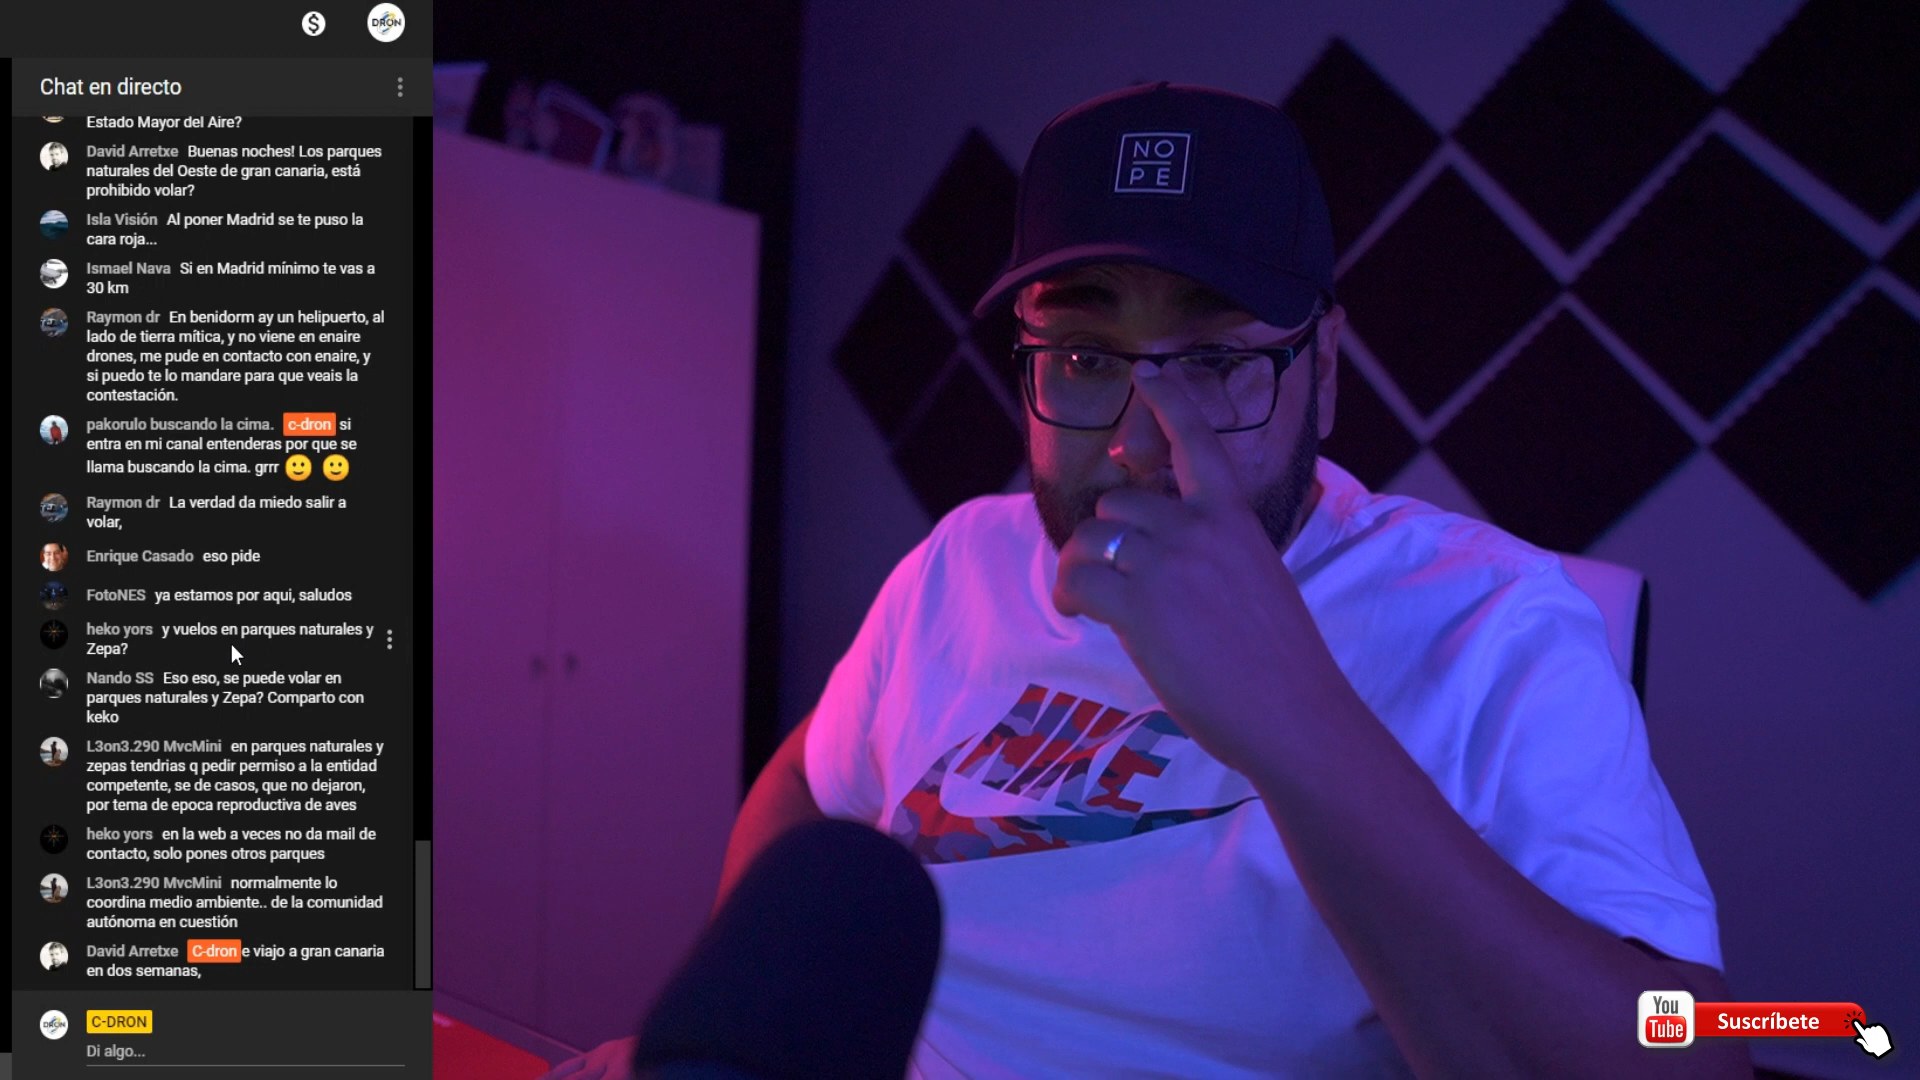 DRON
Chat en directo
Estado Mayor del Aire?
David Arretxe Buenas noches! Los parques
naturales del Oeste de gran canaria, está
prohibido volar?
Isla Visión Al poner Madrid se te puso la
cara roja...
Ismael Nava Si en Madrid mínimo te vas a
30 km
Raymon dr En benidorm ay un helipuerto, al
lado de tierra mítica, y no viene en enaire
drones, me pude en contacto con enaire, y
si puedo te lo mandare para que veais la
contestación.
pakorulo buscando la cima. c-dron si
entra en mi canal entenderas por que se
llama buscando la cima. grrr
Raymon dr La verdad da miedo salir a
volar,
Enrique Casado eso pide
FotoNES ya estamos por aqui, saludos
heko yors y vuelos en parques naturales y
Zepa?
Nando SS Eso eso, se puede volar en
parques naturales y Zepa? Comparto con
keko
L3on3.290 MvcMini en parques naturales y
zepas tendrias q pedir permiso a la entidad
competente, se de casos, que no dejaron,
por tema de epoca reproductiva de aves
heko yors en la web a veces no da mail de
contacto, solo pones otros parques
L3on3.290 MvcMini normalmente lo
coordina medio ambiente.. de la comunidad
autónoma en cuestión
David Arretxe C-dron e viajo a gran canaria
en dos semanas,
DRON
C-DRON
Di algo...
NO
PE
NIKE
You
Tube
Suscríbete